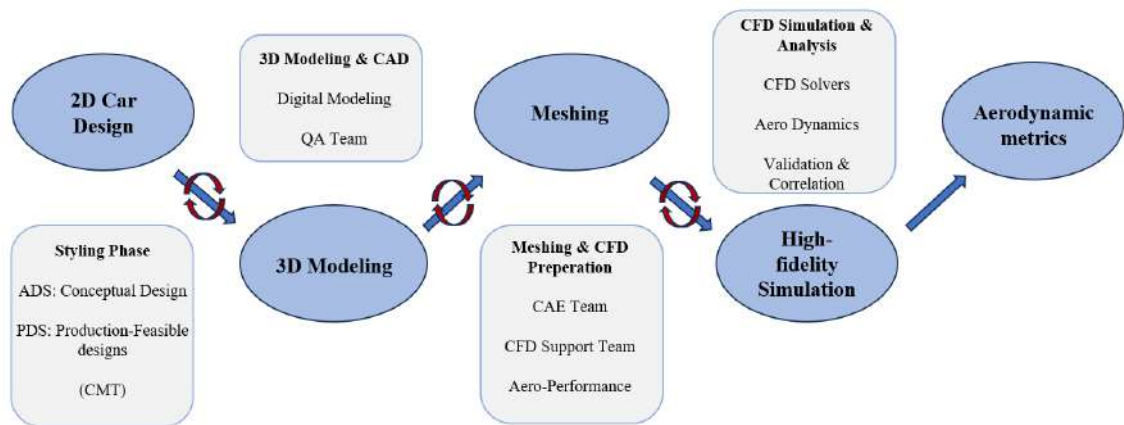 2D Car
Design
Styling Phase
ADS: Conceptual Design
PDS: Production-Feasible
designs
(CMT)
3D Modeling & CAD
Digital Modeling
QA Team
3D Modeling
Meshing
Meshing & CFD
Preperation
CAE Team
CFD Support Team
Aero-Performance
CFD Simulation &
Analysis
CFD Solvers
Aero Dynamics
Validation &
Correlation
High-
fidelity
Simulation
Aerodynamic
metrics